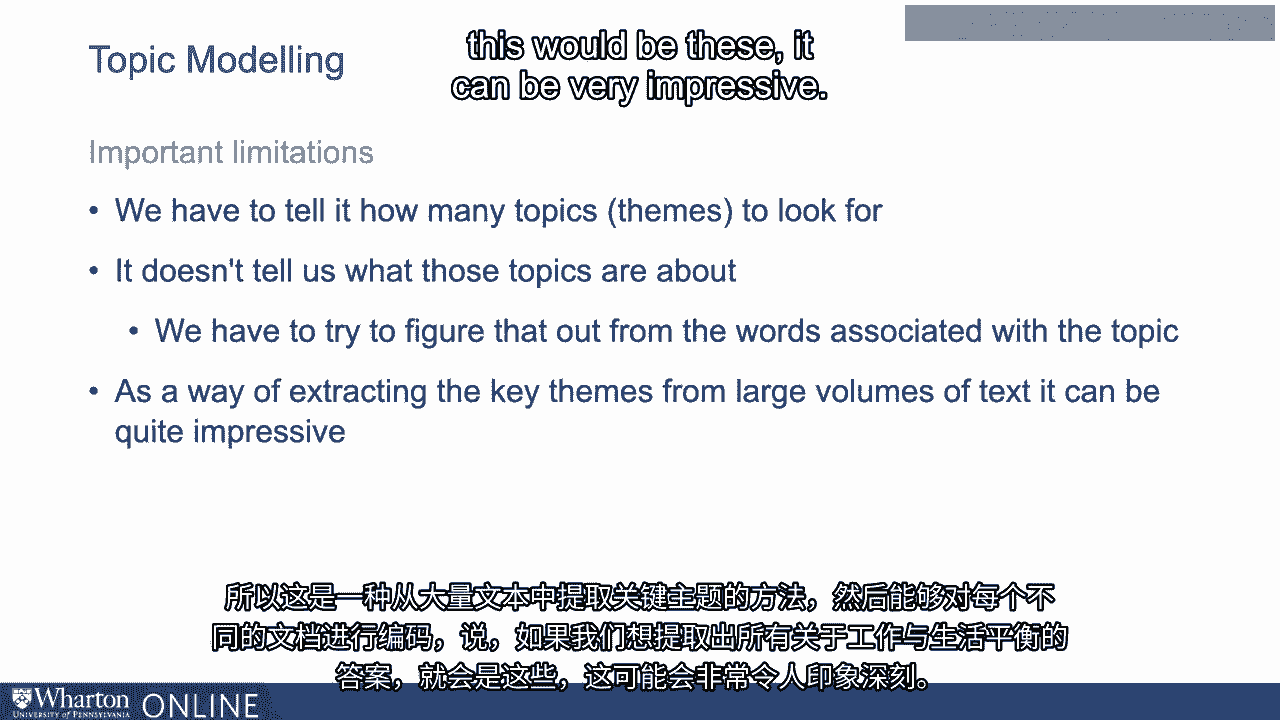 this would be these, it
can be very impressive.
Topic Modelling
Important limitations
• We have to tell it how many topics (themes) to look for
• It doesn't tell us what those topics are about
• We have to try to figure that out from the words associated with the topic
• As a way of extracting the key themes from large volumes of text it can be
quite impressive
所以这是一种从大量文本中提取关键主题的方法，然后能够对每个不
同的文档进行编码，说，如果我们想提取出所有关于工作与生活平衡的
答案，就会是这些，这可能会非常令人印象深刻。
Wharton ONLINE
UNIVERSITY of PENNSYLVANIA